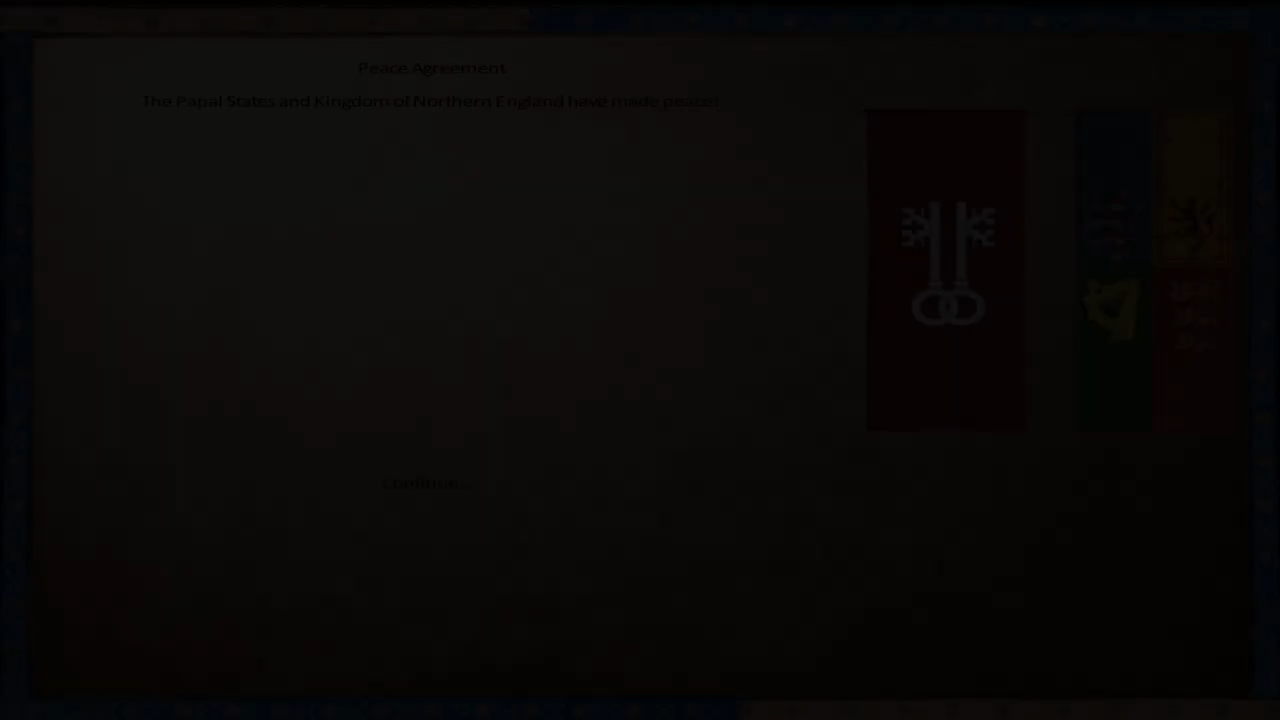 Peace Agreement
The Papal States and Kingdom of Northern England have made peace!
Continue...